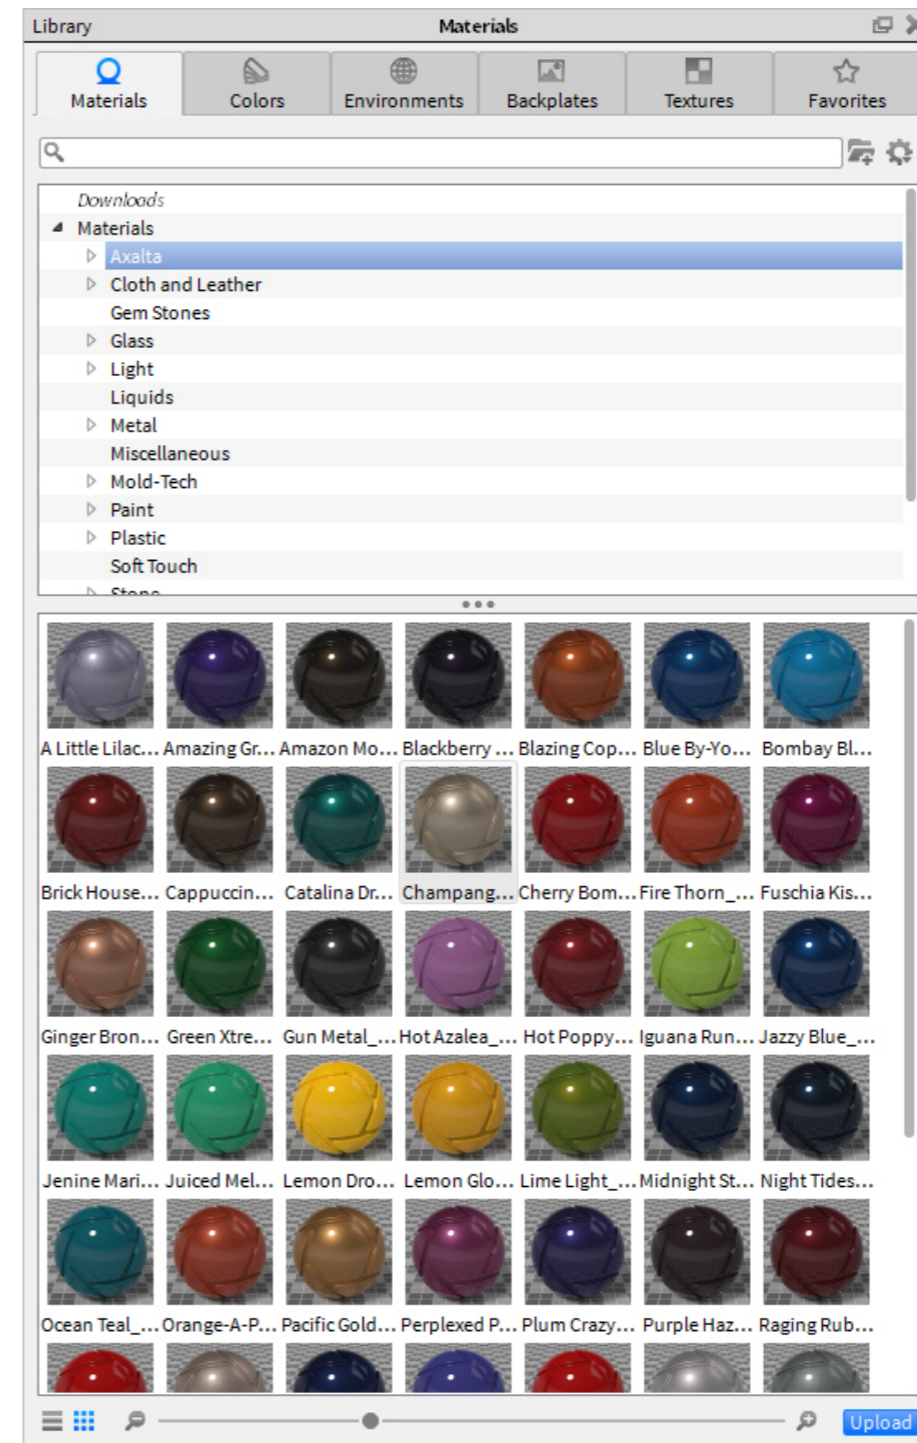 Library Materials
Materials Colors Environments Backplates Textures Favorites
Downloads
Materials
Axalta
Cloth and Leather
Gem Stones
Glass
Light
Liquids
Metal
Miscellaneous
Mold-Tech
Paint
Plastic
Soft Touch
Stone
A Little Lilac... Amazing Gr... Amazon Mo... Blackberry ... Blazing Cop... Blue By-Yo... Bombay Bl...
Brick House... Cappuccin... Catalina Dr... Champang... Cherry Bom... Fire Thorn_... Fuschia Kis...
Ginger Bron... Green Xtre... Gun Metal_... Hot Azalea_... Hot Poppy... Iguana Run... Jazzy Blue_...
Jenine Mari... Juiced Mel... Lemon Dro... Lemon Glo... Lime Light_... Midnight St... Night Tides...
Ocean Teal_... Orange-A-P... Pacific Gold... Perplexed P... Plum Crazy... Purple Haz... Raging Rub...
Upload